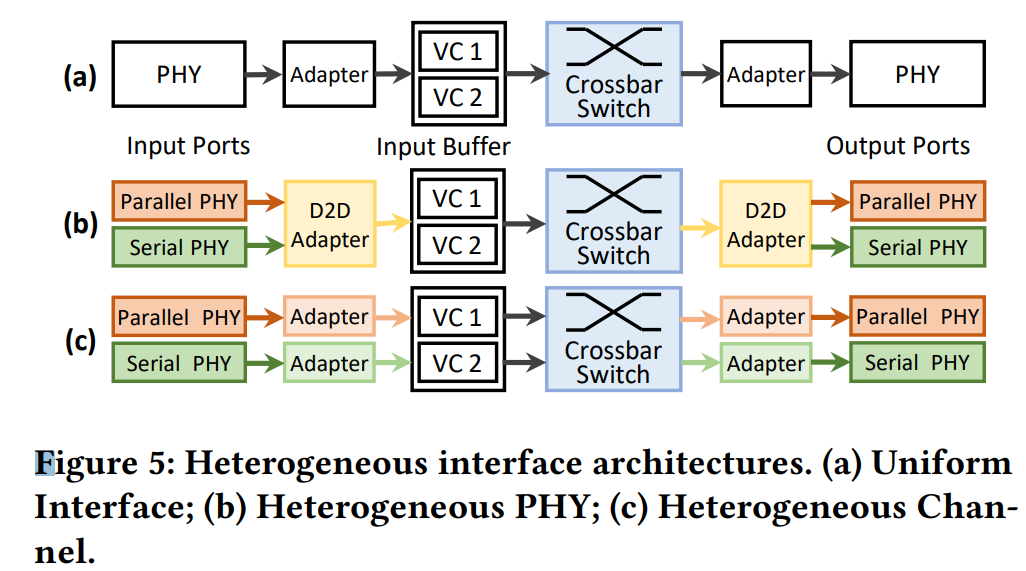 (a) PHY Adapter VC 1 VC 2 Crossbar Switch Adapter PHY
Input Ports Input Buffer Output Ports
(b) Parallel PHY Serial PHY D2D Adapter VC 1 VC 2 Crossbar Switch D2D Adapter Parallel PHY Serial PHY
(c) Parallel PHY Adapter Serial PHY Adapter VC 1 VC 2 Crossbar Switch Adapter Parallel PHY Adapter Serial PHY
Figure 5: Heterogeneous interface architectures. (a) Uniform
Interface; (b) Heterogeneous PHY; (c) Heterogeneous Chan-
nel.